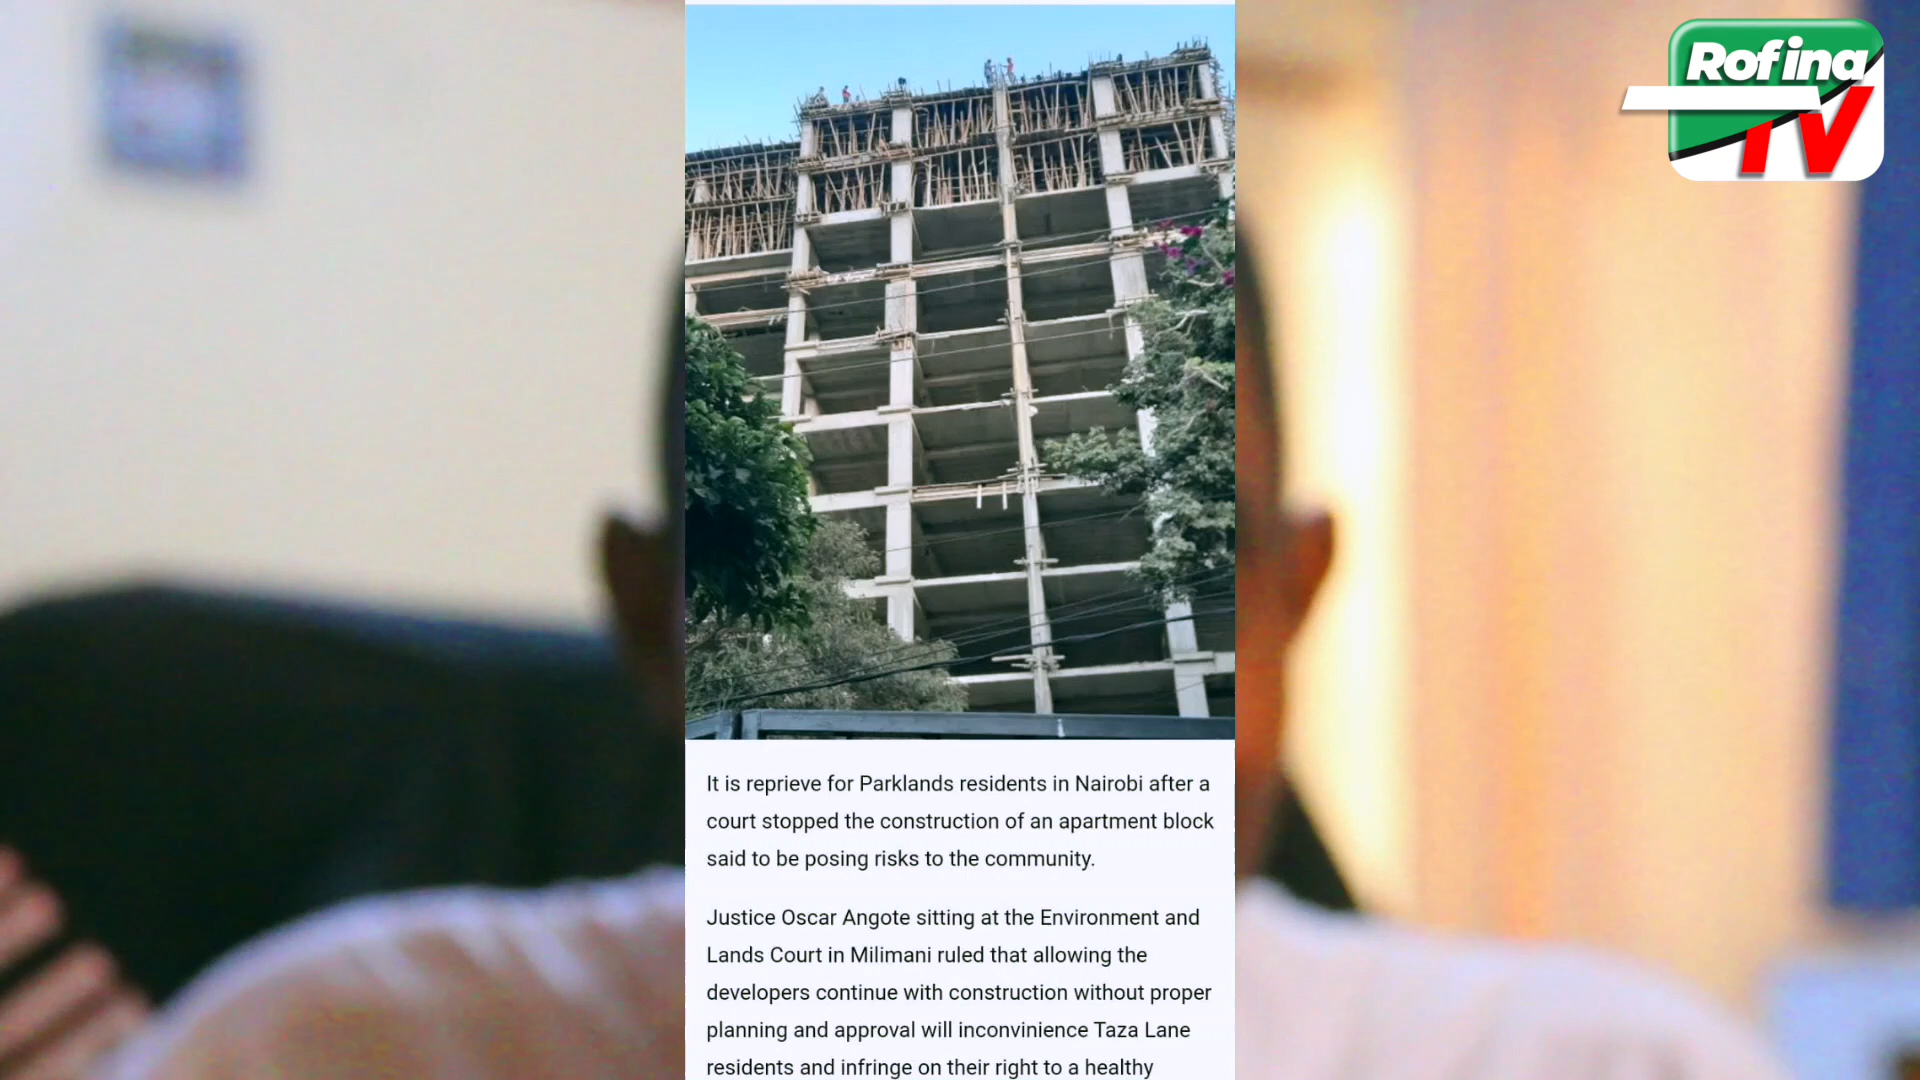 Rofina
TV
It is reprieve for Parklands residents in Nairobi after a
court stopped the construction of an apartment block
said to be posing risks to the community.
Justice Oscar Angote sitting at the Environment and
Lands Court in Milimani ruled that allowing the
developers continue with construction without proper
planning and approval will inconvinience Taza Lane
residents and infringe on their right to a healthy